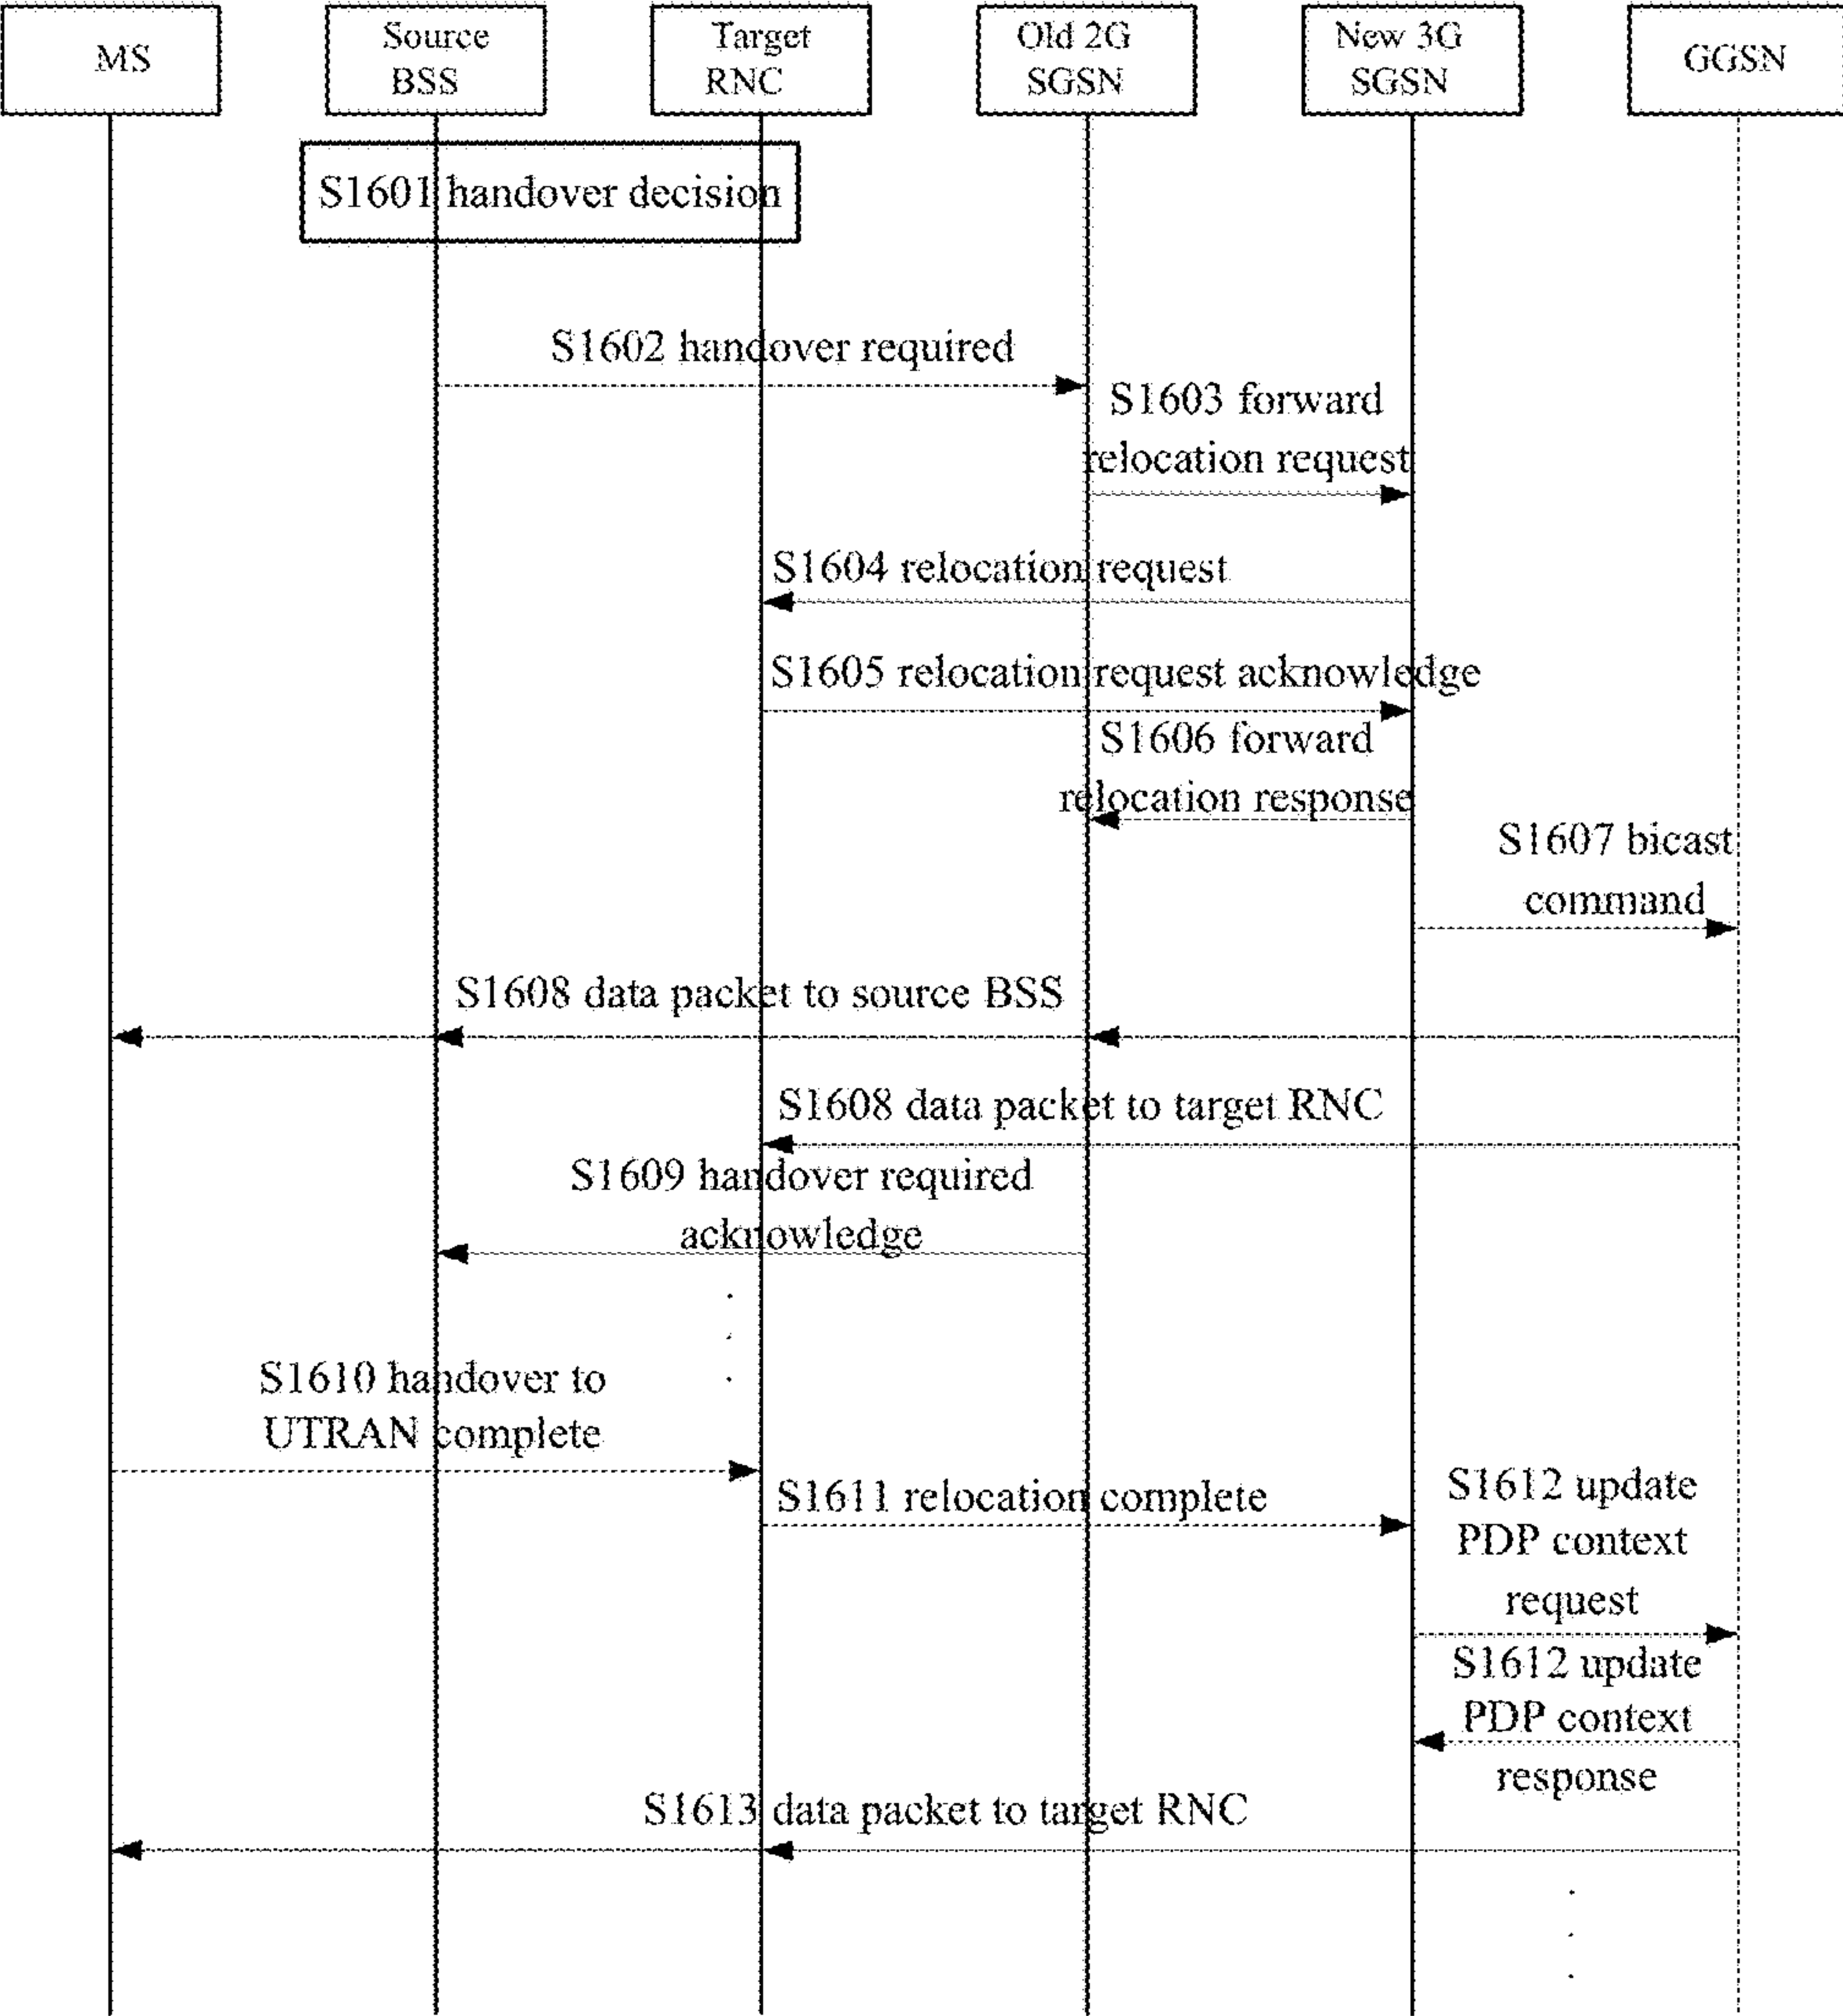 MS
Source
BSS
Target
RNC
Old 2G
SGSN
New 3G
SGSN
GGSN
S1601 handover decision
S1602 handover required
S1603 forward
relocation request
S1604 relocation request
S1605 relocation request acknowledge
S1606 forward
relocation response
S1607 bicast
command
S1608 data packet to source BSS
S1608 data packet to target RNC
S1609 handover required
acknowledge
S1610 handover to
UTRAN complete
S1611 relocation complete
S1612 update
PDP context
request
S1612 update
PDP context
response
S1613 data packet to target RNC